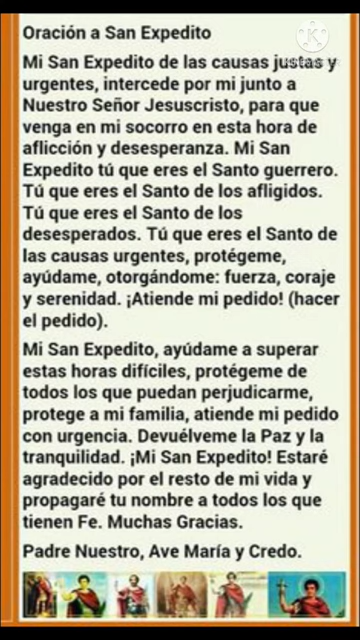 Oración a San Expedito
Mi San Expedito de las causas justas y
urgentes, intercede por mi junto a
Nuestro Señor Jesuscristo, para que
venga en mi socorro en esta hora de
aflicción y desesperanza. Mi San
Expedito tú que eres el Santo guerrero.
Tú que eres el Santo de los afligidos.
Tú que eres el Santo de los
desesperados. Tú que eres el Santo de
las causas urgentes, protégeme,
ayúdame, otorgándome: fuerza, coraje
y serenidad. ¡Atiende mi pedido! (hacer
el pedido).
Mi San Expedito, ayúdame a superar
estas horas difíciles, protégeme de
todos los que puedan perjudicarme,
protege a mi familia, atiende mi pedido
con urgencia. Devuélveme la Paz y la
tranquilidad. ¡Mi San Expedito! Estaré
agradecido por el resto de mi vida y
propagaré tu nombre a todos los que
tienen Fe. Muchas Gracias.
Padre Nuestro, Ave María y Credo.